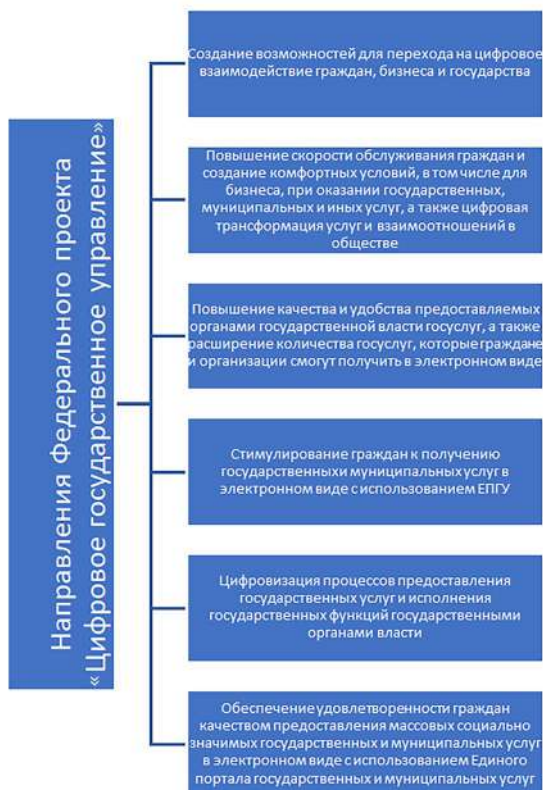 Направления Федерального проекта
«Цифровое государственное управление»
Создание возможностей для перехода на цифровое
взаимодействие граждан, бизнеса и государства
Повышение скорости обслуживания граждан и
создание комфортных условий, в том числе для
бизнеса, при оказании государственных,
муниципальных и иных услуг, а также цифровая
трансформация услуг и взаимоотношений в
обществе
Повышение качества и удобства предоставляемых
органами государственной власти госуслуг, а также
расширение количества госуслуг, которые граждане
и организации смогут получить в электронном виде
Стимулирование граждан к получению
государственныхи муниципальных услуг в
электронном виде с использованием ЕПГУ
Цифровизация процессов предоставления
государственных услуг и исполнения
государственных функций государственными
органами власти
Обеспечение удовлетворенности граждан
качеством предоставления массовых социально
значимых государственных и муниципальных услуг
в электронном виде с использованием Единого
портала государственных и муниципальных услуг